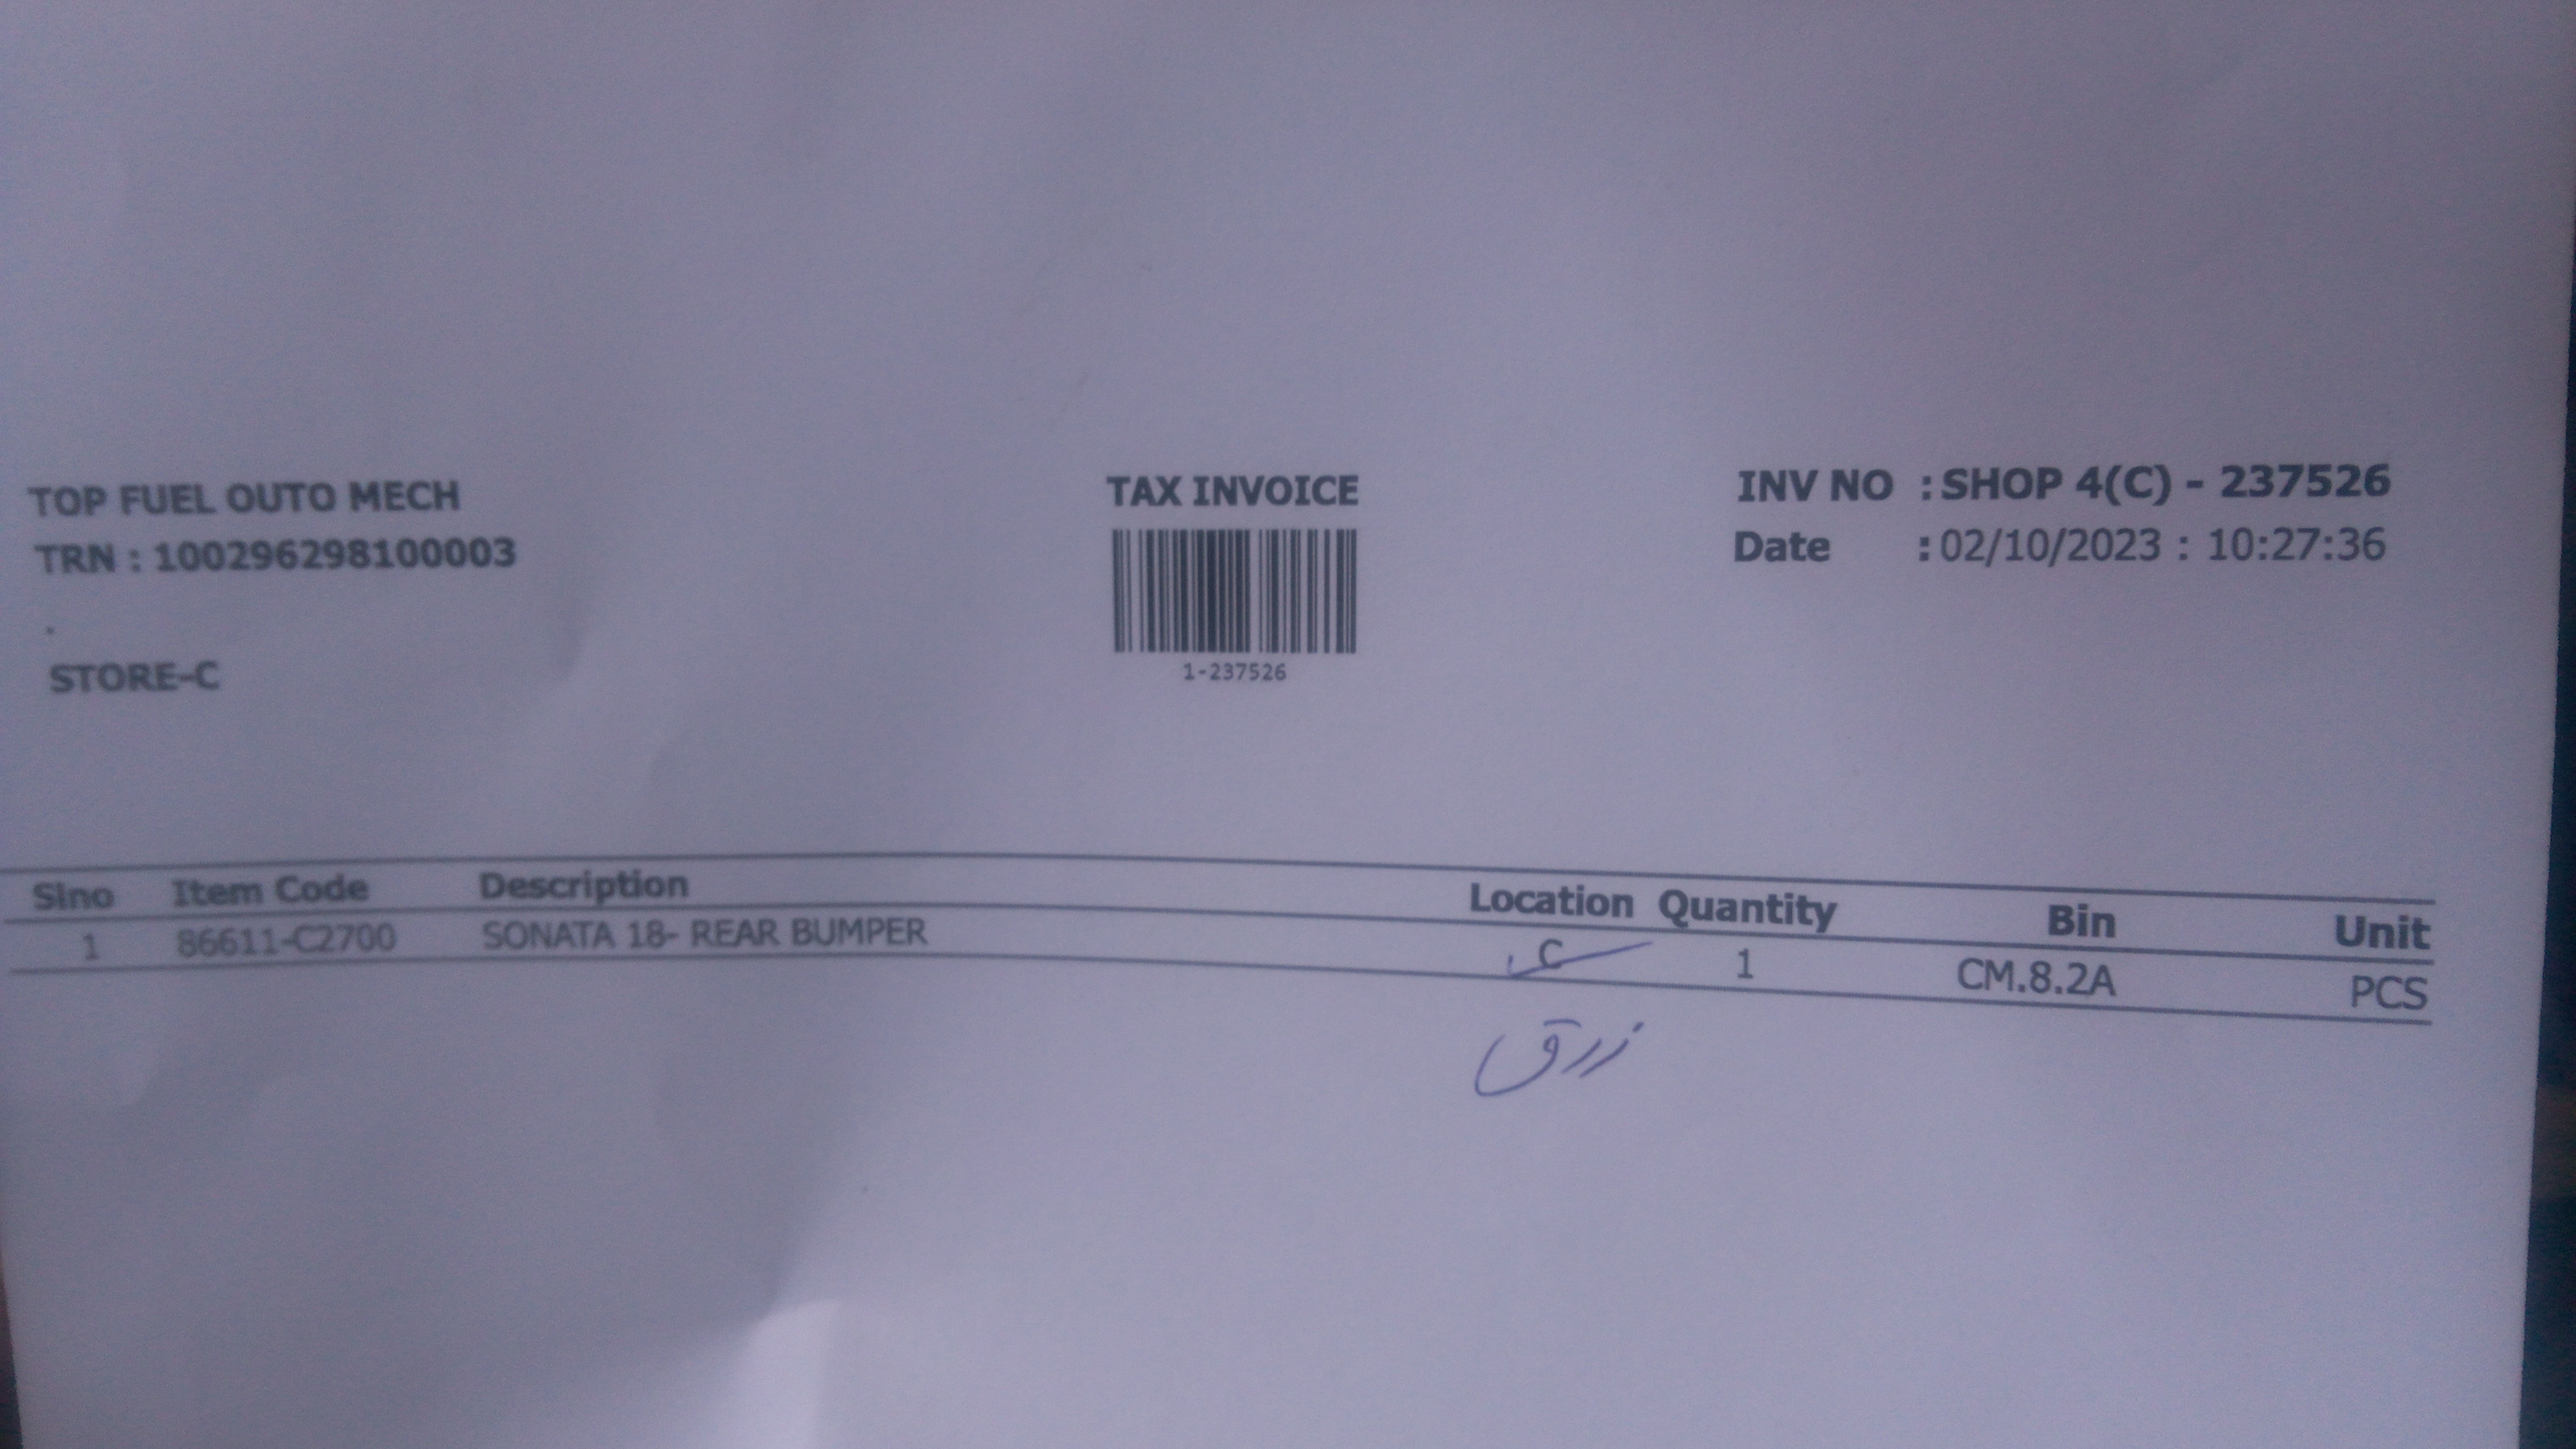 TOP FUEL OUTO MECH
TRN : 100296298100003
.
STORE-C
TAX INVOICE
1-237526
INV NO : SHOP 4(C) - 237526
Date : 02/10/2023 : 10:27:36
Slno Item Code Description Location Quantity Bin Unit
1 86611-C2700 SONATA 18- REAR BUMPER C 1 CM.8.2A PCS
زرق